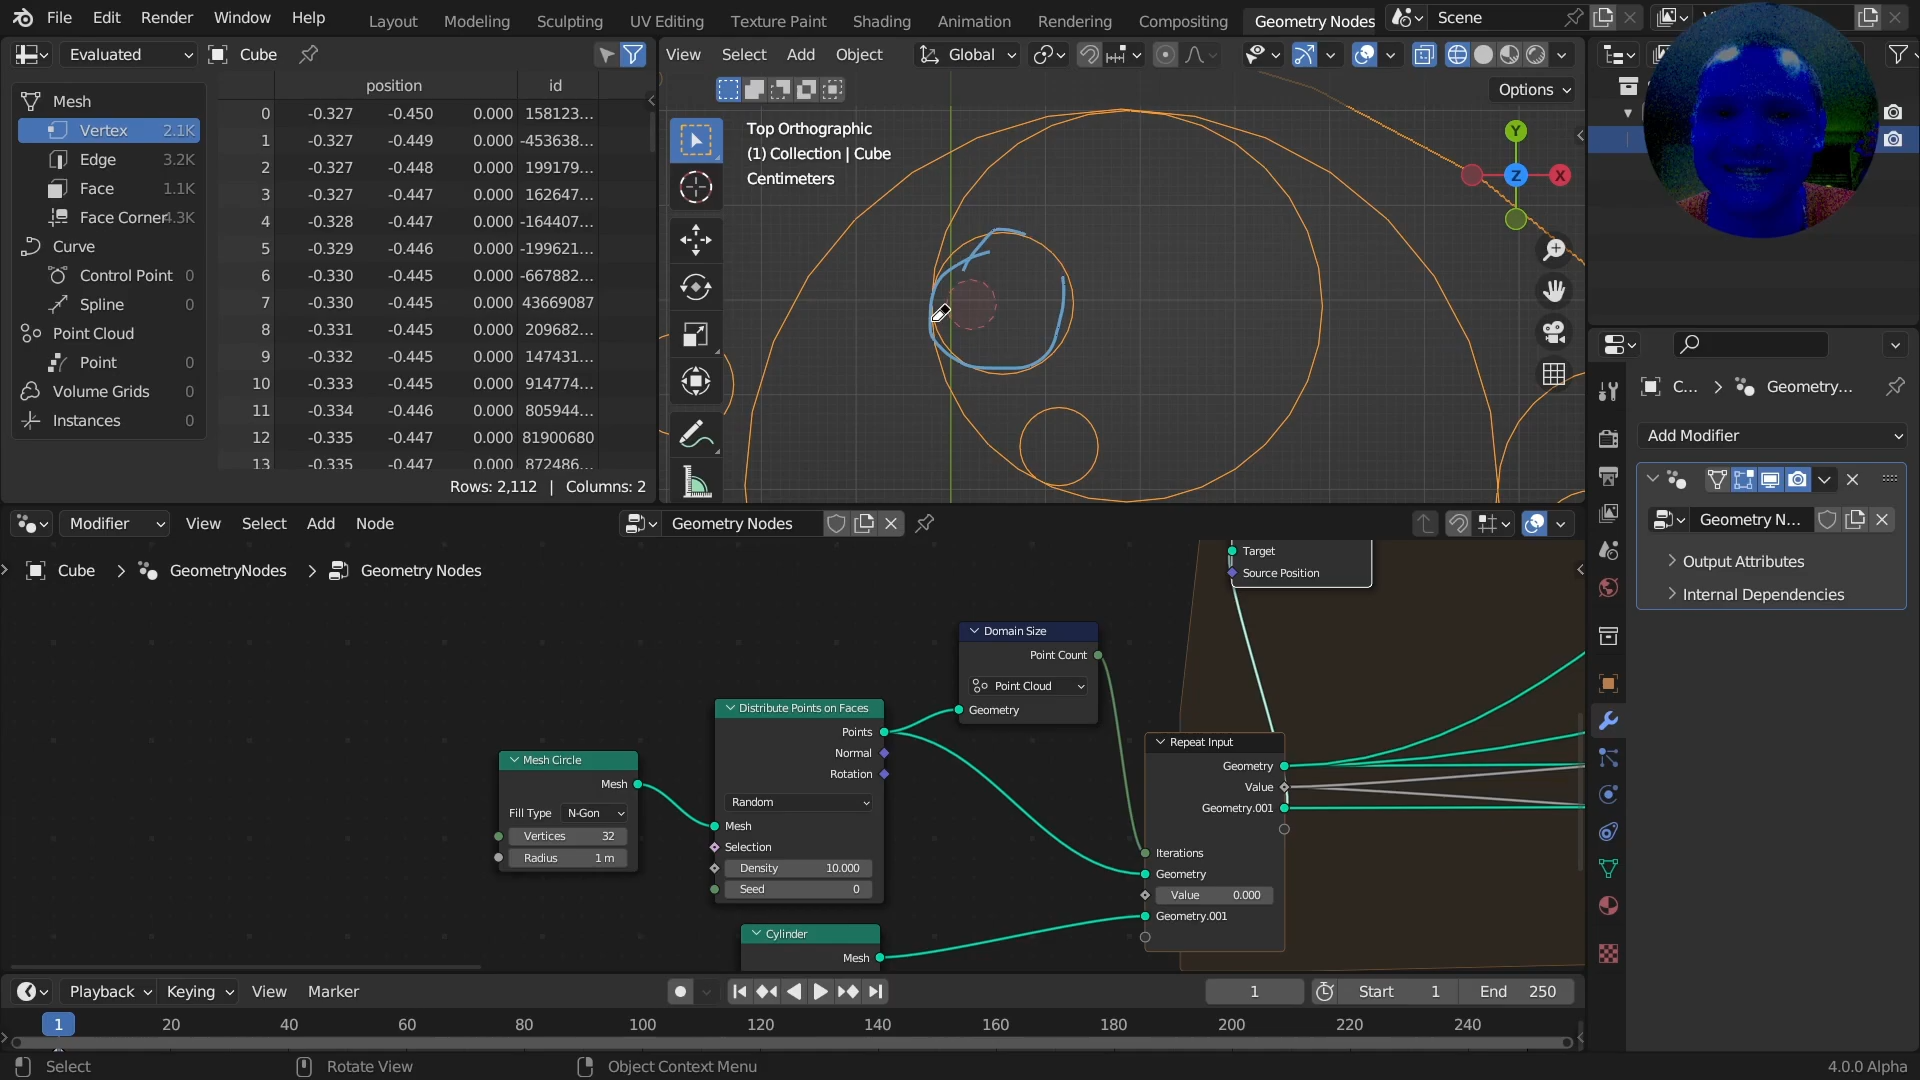 File Edit Render Window Help
Layout Modeling Sculpting UV Editing Texture Paint Shading Animation Rendering Compositing Geometry Nodes
Scene
Evaluated
Cube
View Select Add Object
Global
Options
position id
Mesh
Vertex 2.1K
Edge 3.2K
Face 1.1K
Face Corner 4.3K
Curve
Control Point 0
Spline 0
Point Cloud
Point 0
Volume Grids
Instances 0
0 -0.327 -0.450 0.000 158123...
1 -0.327 -0.449 0.000 -453638...
2 -0.327 -0.448 0.000 199179...
3 -0.327 -0.447 0.000 162647...
4 -0.328 -0.447 0.000 -164407...
5 -0.329 -0.446 0.000 -199621...
6 -0.330 -0.445 0.000 -667882...
7 -0.330 -0.445 0.000 43669087
8 -0.331 -0.445 0.000 209682...
9 -0.332 -0.445 0.000 147431...
10 -0.333 -0.445 0.000 914774...
11 -0.334 -0.446 0.000 805944...
12 -0.335 -0.447 0.000 81900680
13 -0.335 -0.447 0.000 872486...
Rows: 2,112 | Columns: 2
Top Orthographic
(1) Collection | Cube
Centimeters
Y
Z
X
C... > Geometry...
Add Modifier
Geometry N...
Output Attributes
Internal Dependencies
Modifier
View Select Add Node
Geometry Nodes
Cube > GeometryNodes > Geometry Nodes
Target
Source Position
Domain Size
Point Count
Point Cloud
Geometry
Distribute Points on Faces
Points
Normal
Rotation
Random
Mesh
Selection
Density 10.000
Seed 0
Mesh Circle
Mesh
Fill Type N-Gon
Vertices 32
Radius 1 m
Cylinder
Mesh
Repeat Input
Geometry
Value
Geometry.001
Iterations
Geometry
Value 0.000
Geometry.001
Playback Keying View Marker
1
Start 1
End 250
1 20 40 60 80 100 120 140 160 180 200 220 240
Select
Rotate View
Object Context Menu
4.0.0 Alpha